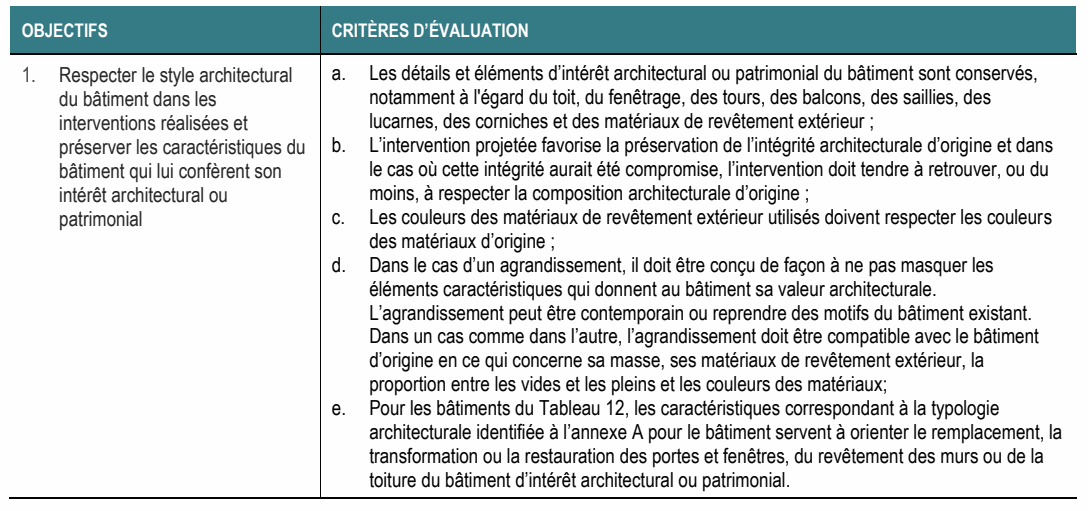 OBJECTIFS
CRITÈRES D’ÉVALUATION
1. Respecter le style architectural
du bâtiment dans les
interventions réalisées et
préserver les caractéristiques du
bâtiment qui lui confèrent son
intérêt architectural ou
patrimonial
a. Les détails et éléments d’intérêt architectural ou patrimonial du bâtiment sont conservés,
notamment à l'égard du toit, du fenêtrage, des tours, des balcons, des saillies, des
lucarnes, des corniches et des matériaux de revêtement extérieur ;
b. L’intervention projetée favorise la préservation de l’intégrité architecturale d’origine et dans
le cas où cette intégrité aurait été compromise, l’intervention doit tendre à retrouver, ou du
moins, à respecter la composition architecturale d’origine ;
c. Les couleurs des matériaux de revêtement extérieur utilisés doivent respecter les couleurs
des matériaux d’origine ;
d. Dans le cas d’un agrandissement, il doit être conçu de façon à ne pas masquer les
éléments caractéristiques qui donnent au bâtiment sa valeur architecturale.
L’agrandissement peut être contemporain ou reprendre des motifs du bâtiment existant.
Dans un cas comme dans l’autre, l’agrandissement doit être compatible avec le bâtiment
d’origine en ce qui concerne sa masse, ses matériaux de revêtement extérieur, la
proportion entre les vides et les pleins et les couleurs des matériaux;
e. Pour les bâtiments du Tableau 12, les caractéristiques correspondant à la typologie
architecturale identifiée à l’annexe A pour le bâtiment servent à orienter le remplacement, la
transformation ou la restauration des portes et fenêtres, du revêtement des murs ou de la
toiture du bâtiment d’intérêt architectural ou patrimonial.